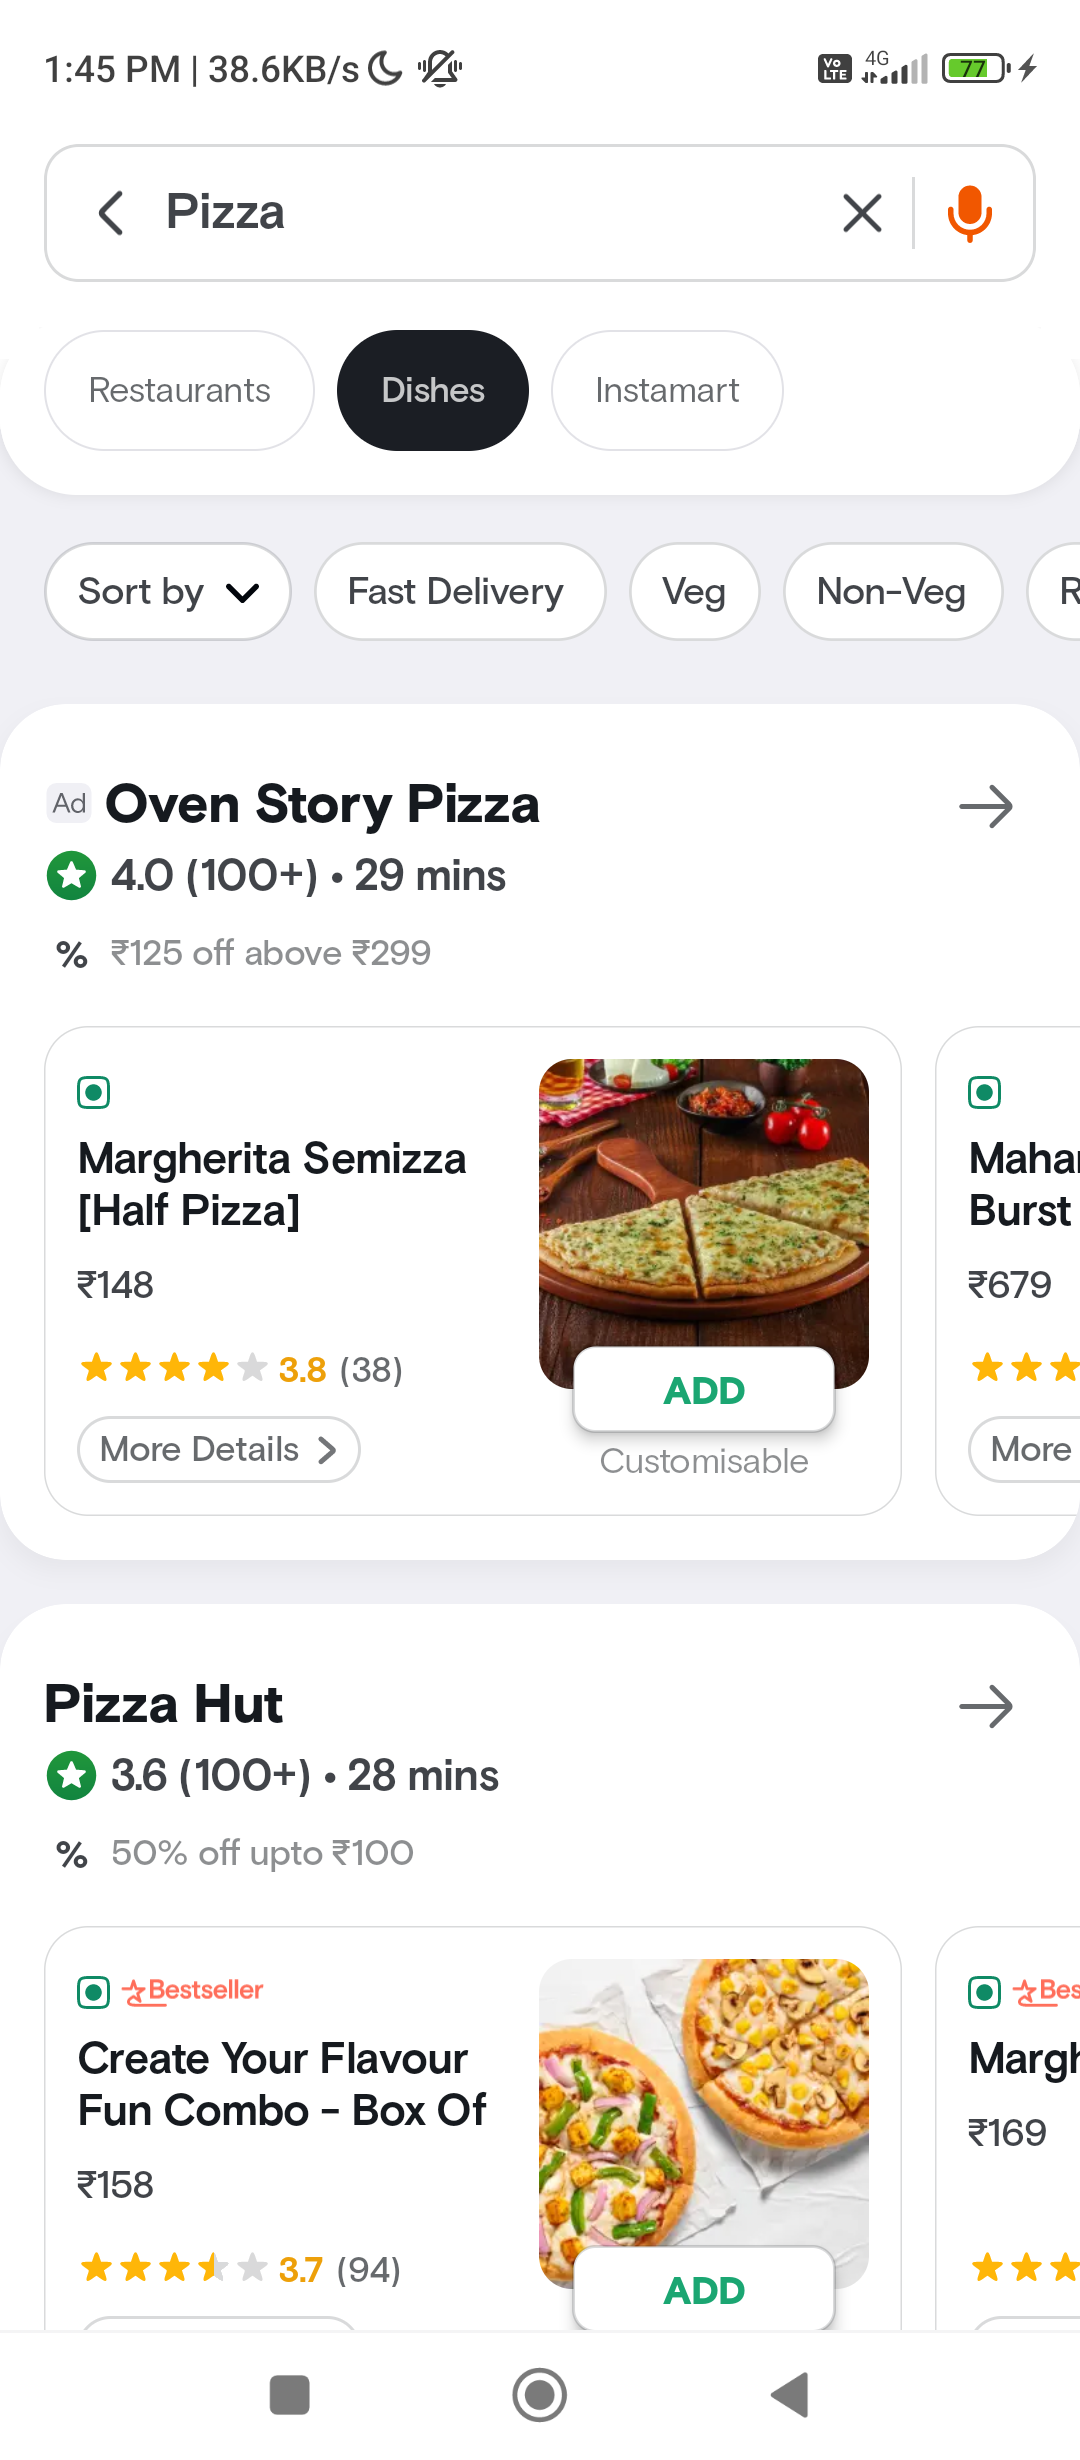 1:45 PM | 38.6KB/s
Vo LTE 4G 77
Pizza
Restaurants Dishes Instamart
Sort by Fast Delivery Veg Non-Veg R
Ad Oven Story Pizza
4.0 (100+) • 29 mins
% ₹125 off above ₹299
Margherita Semizza
[Half Pizza]
₹148
3.8 (38)
More Details
ADD
Customisable
Mahar
Burst
₹679
More
Pizza Hut
3.6 (100+) • 28 mins
% 50% off upto ₹100
Bestseller
Create Your Flavour
Fun Combo - Box Of
₹158
3.7 (94)
ADD
Bes
Margh
₹169